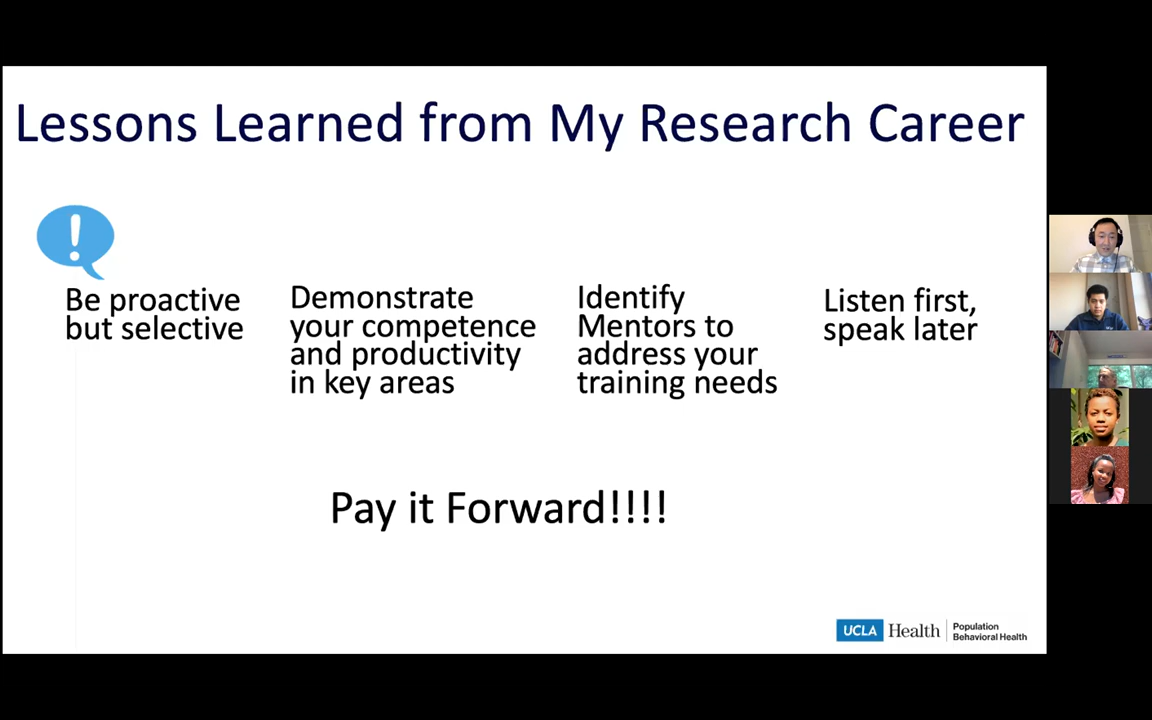 Lessons Learned from My Research Career
!
Be proactive
but selective
Demonstrate
your competence
and productivity
in key areas
Identify
Mentors to
address your
training needs
Listen first,
speak later
Pay it Forward!!!!
UCLA Health
Population
Behavioral Health